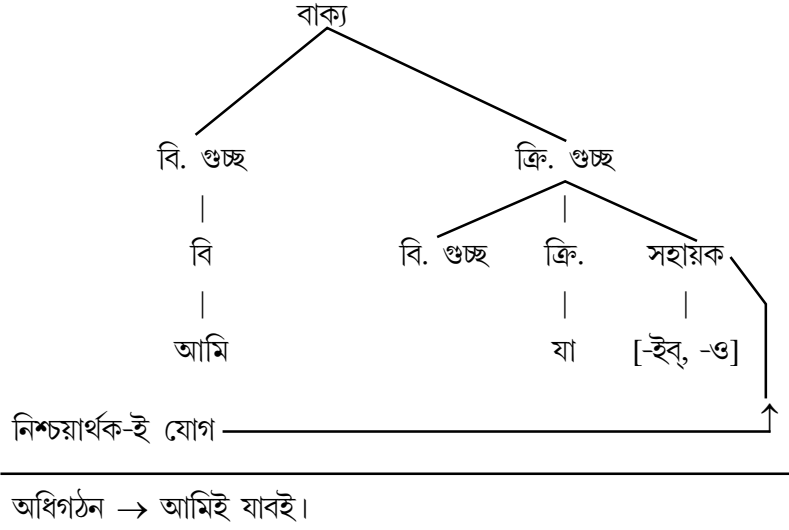 বাক্য
বি. গুচ্ছ ক্রি. গুচ্ছ
বি বি. গুচ্ছ ক্রি. সহায়ক
আমি যা [-ইব্, -ও]
নিশ্চয়ার্থক-ই যোগ
অধিগঠন → আমিই যাবই।